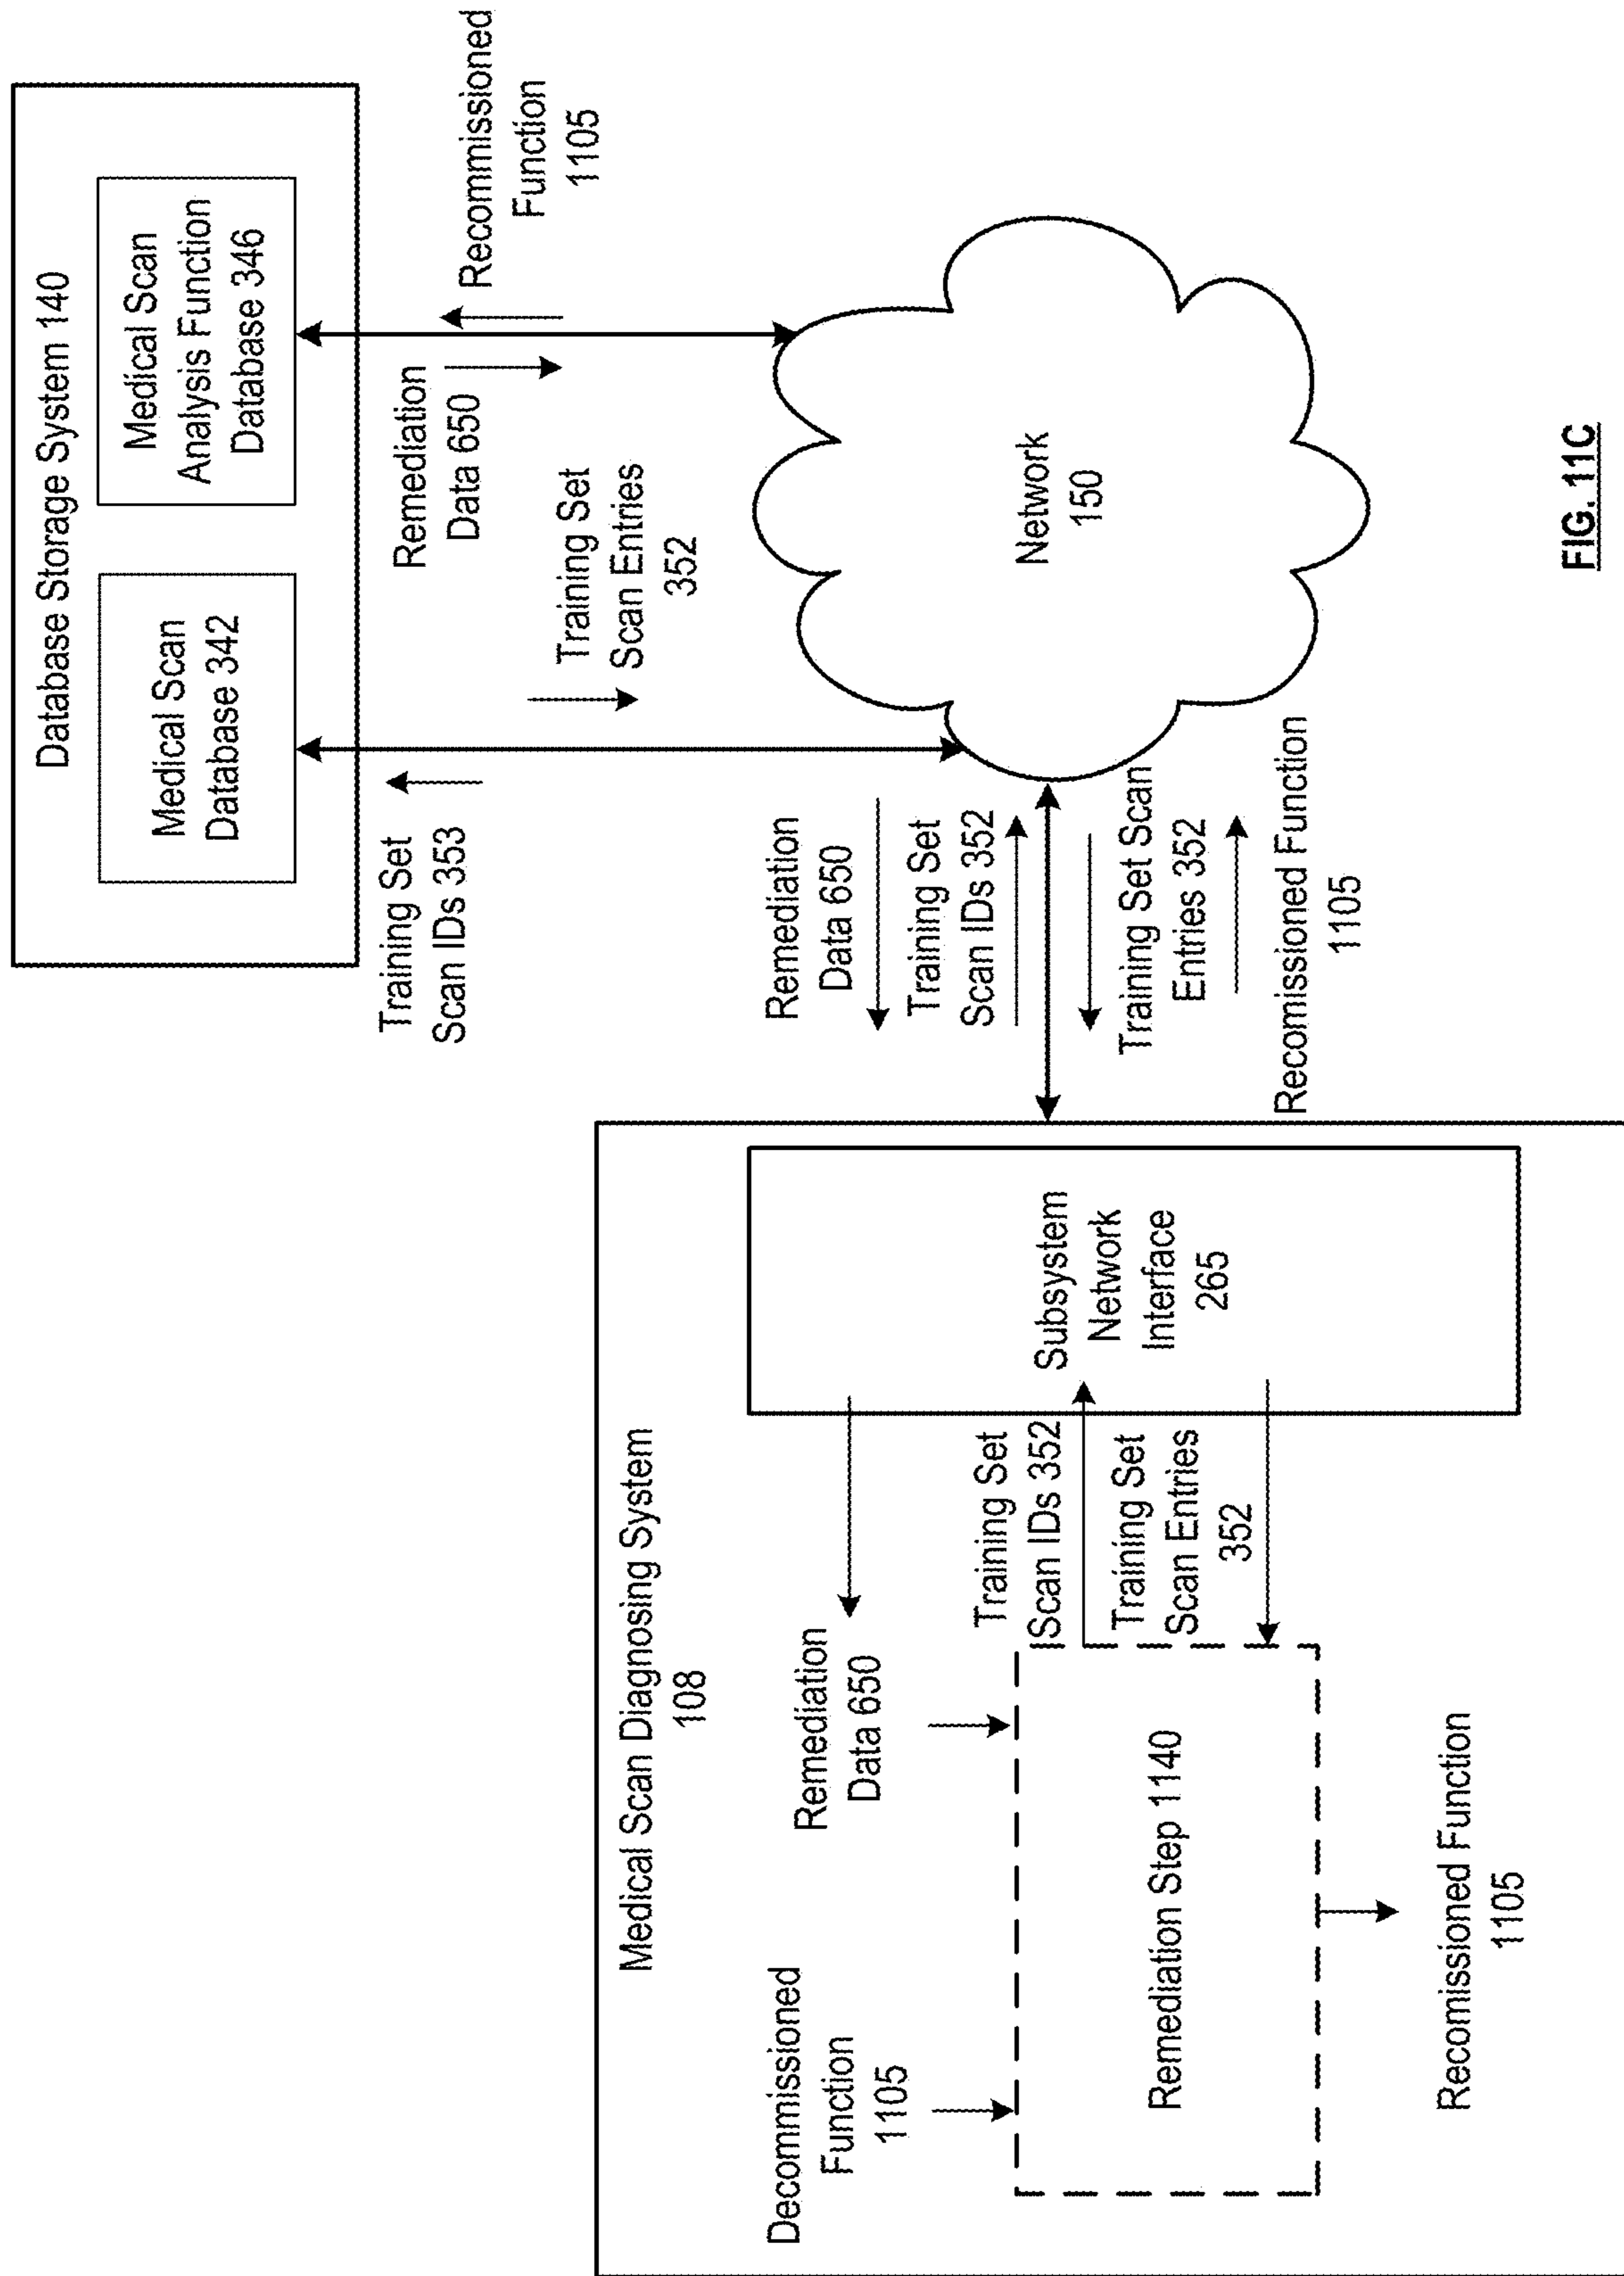 Database Storage System 140
Medical Scan
Database 342
Medical Scan
Analysis Function
Database 346
Training Set
Scan IDs 353
Training Set
Scan Entries
352
Remediation
Data 650
Recommissioned
Function
1105
Medical Scan Diagnosing System
108
Decommissioned
Function
1105
Remediation
Data 650
Remediation Step 1140
Recomissioned Function
1105
Training Set
Scan IDs 352
Training Set
Scan Entries
352
Subsystem
Network
Interface
265
Remediation
Data 650
Training Set
Scan IDs 352
Training Set Scan
Entries 352
Recomissioned Function
1105
Network
150
FIG. 11C